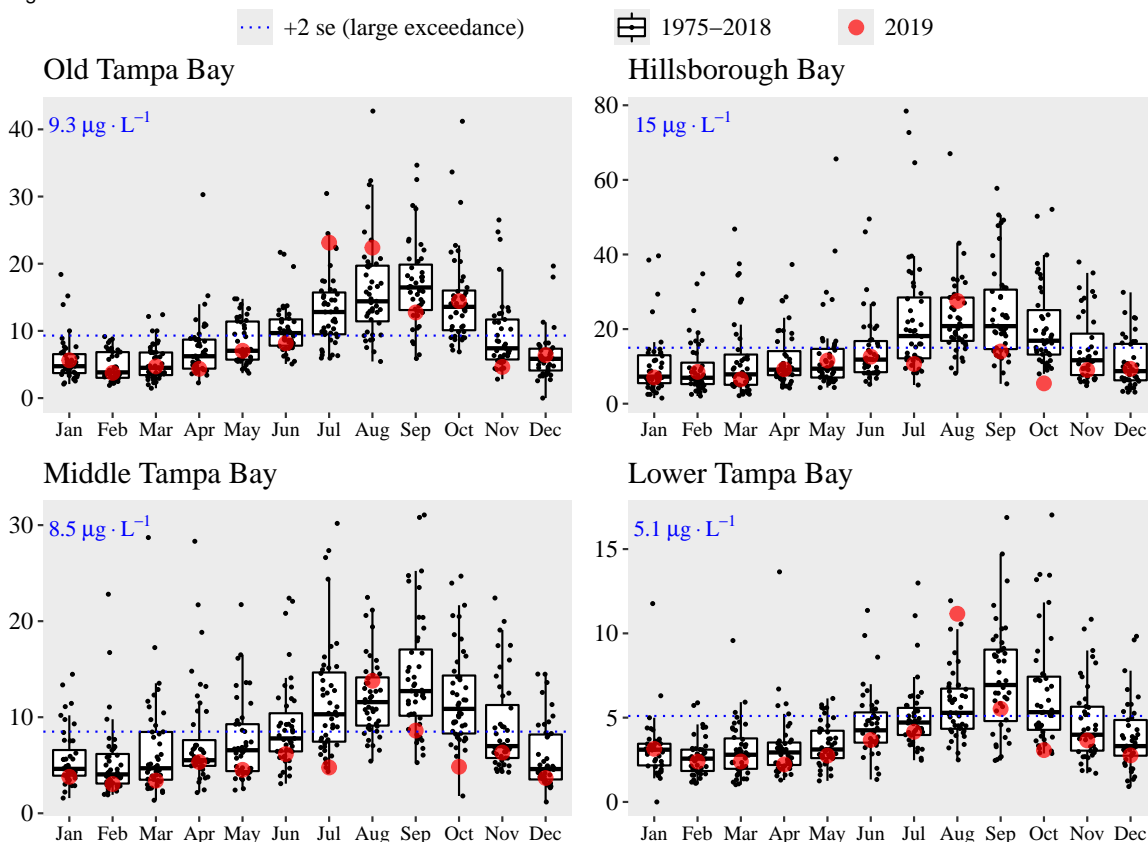 +2 se (large exceedance) 1975–2018 2019
Old Tampa Bay
9.3 μg · L⁻¹
40
30
20
10
0
Jan Feb Mar Apr May Jun Jul Aug Sep Oct Nov Dec
Hillsborough Bay
15 μg · L⁻¹
80
60
40
20
0
Jan Feb Mar Apr May Jun Jul Aug Sep Oct Nov Dec
Middle Tampa Bay
8.5 μg · L⁻¹
30
20
10
0
Jan Feb Mar Apr May Jun Jul Aug Sep Oct Nov Dec
Lower Tampa Bay
5.1 μg · L⁻¹
15
10
5
0
Jan Feb Mar Apr May Jun Jul Aug Sep Oct Nov Dec